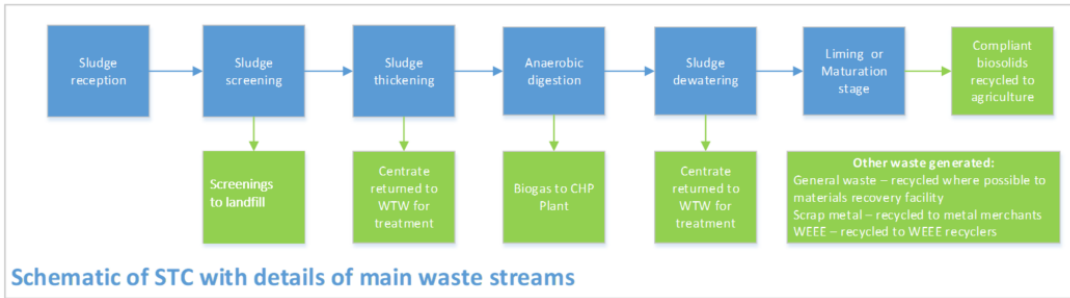 Sludge
reception
Sludge
screening
Sludge
thickening
Anaerobic
digestion
Sludge
dewatering
Liming or
Maturation
stage
Compliant
biosolids
recycled to
agriculture
Screenings
to landfill
Centrate
returned to
WTW for
treatment
Biogas to CHP
Plant
Centrate
returned to
WTW for
treatment
Other waste generated:
General waste – recycled where possible to
materials recovery facility
Scrap metal – recycled to metal merchants
WEEE – recycled to WEEE recyclers
Schematic of STC with details of main waste streams